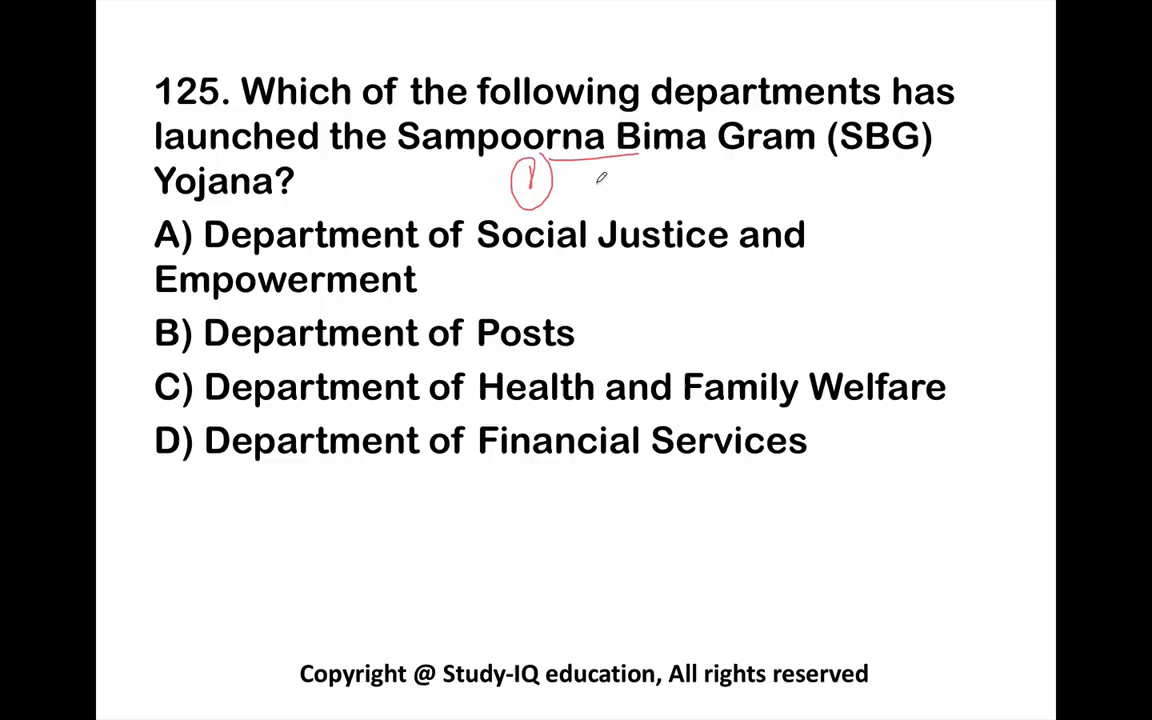 125. Which of the following departments has
launched the Sampoorna Bima Gram (SBG)
Yojana?
A) Department of Social Justice and
Empowerment
B) Department of Posts
C) Department of Health and Family Welfare
D) Department of Financial Services
Copyright @ Study-IQ education, All rights reserved